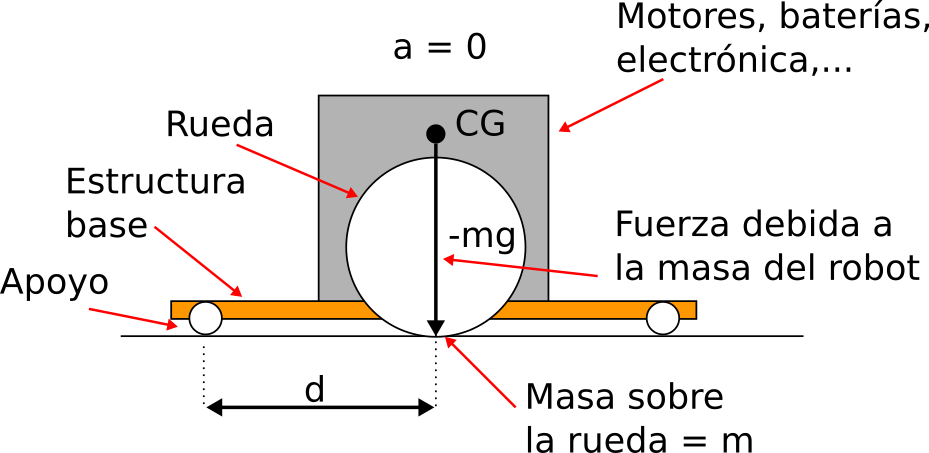 Motores, baterías,
electrónica,...
a = 0
Rueda
CG
Estructura
base
-mg
Fuerza debida a
la masa del robot
Apoyo
d
Masa sobre
la rueda = m